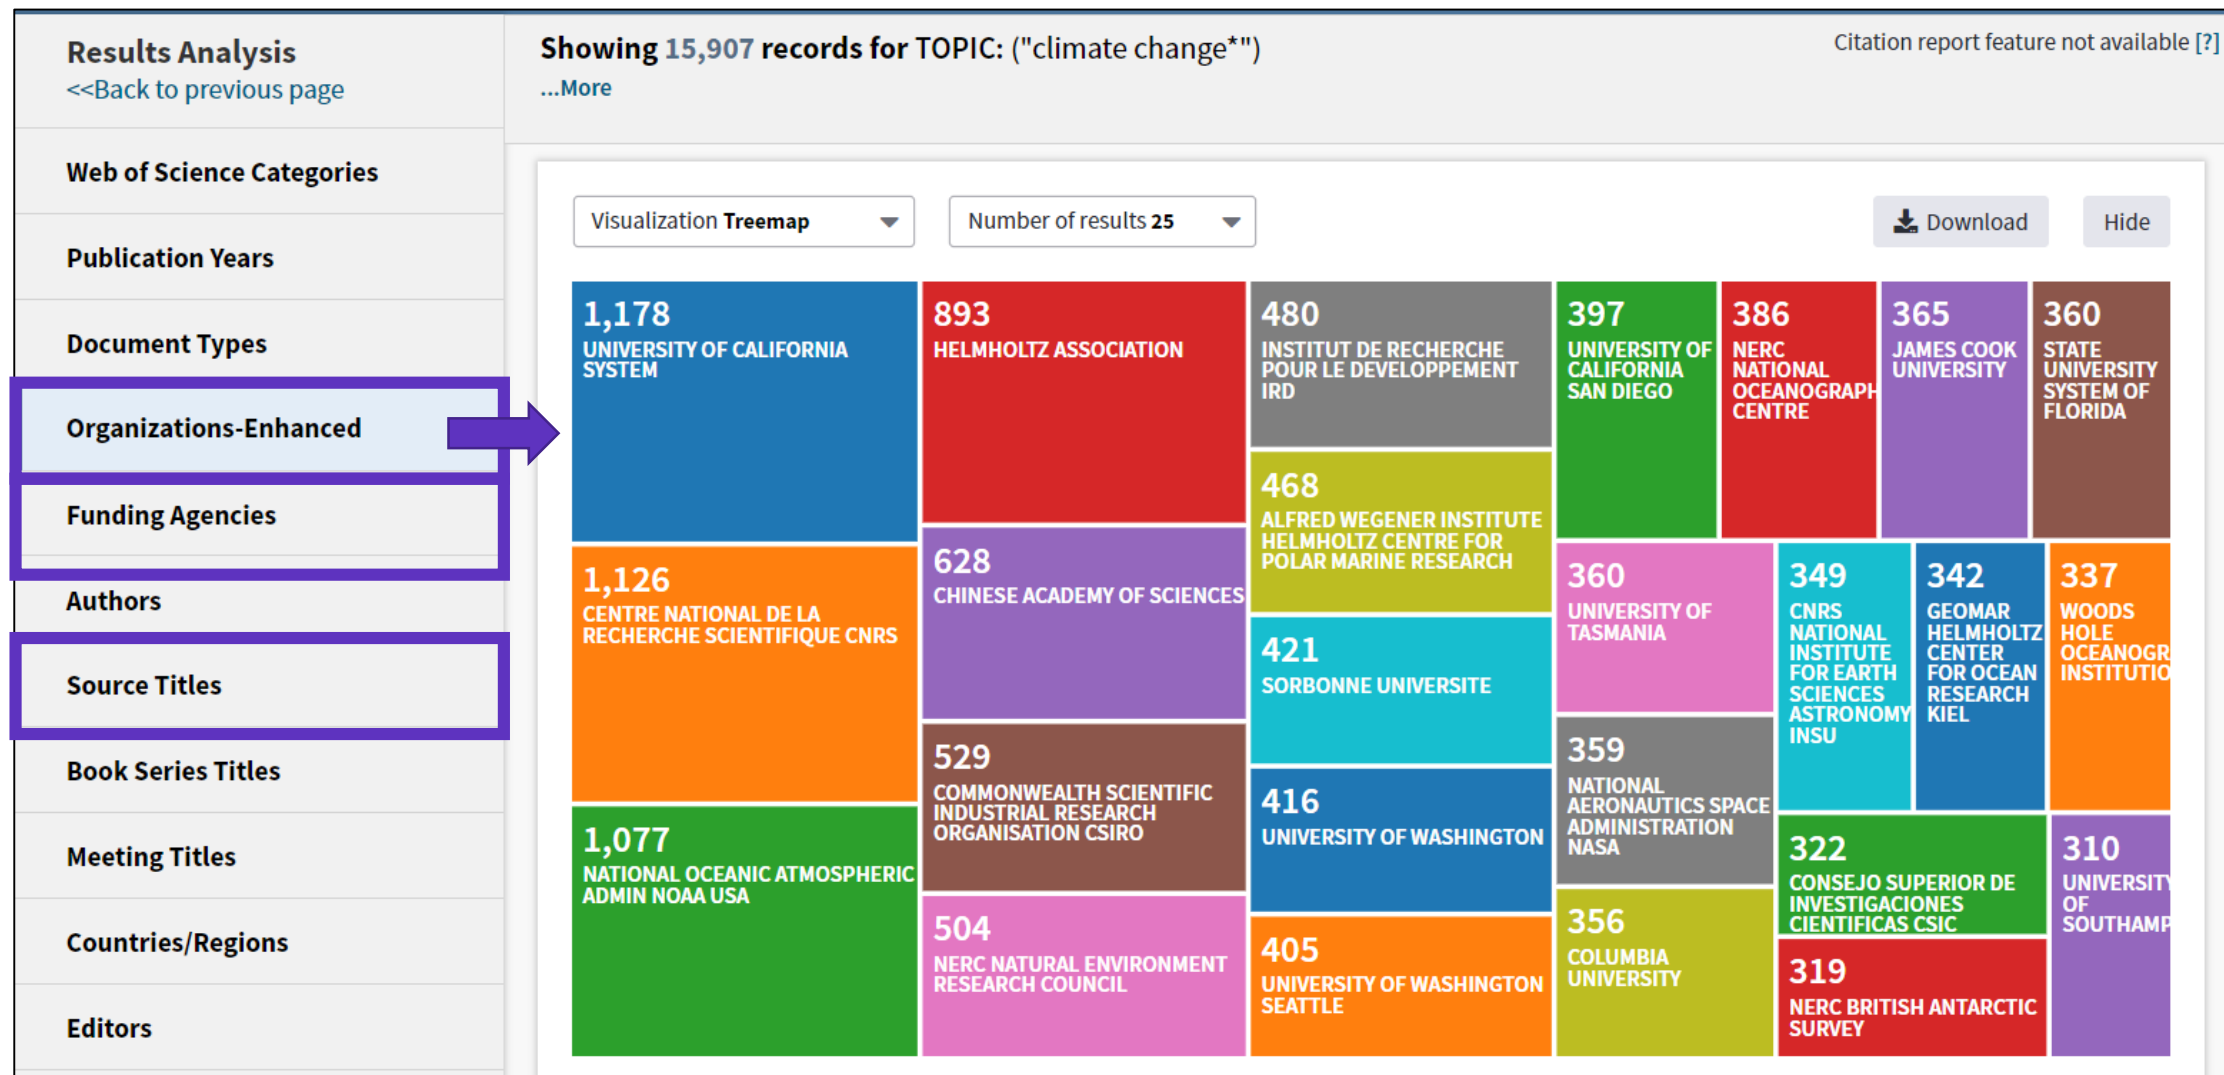 Results Analysis
<<Back to previous page
Web of Science Categories
Publication Years
Document Types
Organizations-Enhanced
Funding Agencies
Authors
Source Titles
Book Series Titles
Meeting Titles
Countries/Regions
Editors
Showing 15,907 records for TOPIC: ("climate change*")
...More
Citation report feature not available [?]
Visualization Treemap
Number of results 25
Download
Hide
1,178
UNIVERSITY OF CALIFORNIA
SYSTEM
1,126
CENTRE NATIONAL DE LA
RECHERCHE SCIENTIFIQUE CNRS
1,077
NATIONAL OCEANIC ATMOSPHERIC
ADMIN NOAA USA
893
HELMHOLTZ ASSOCIATION
628
CHINESE ACADEMY OF SCIENCES
529
COMMONWEALTH SCIENTIFIC
INDUSTRIAL RESEARCH
ORGANISATION CSIRO
504
NERC NATURAL ENVIRONMENT
RESEARCH COUNCIL
480
INSTITUT DE RECHERCHE
POUR LE DEVELOPPEMENT
IRD
468
ALFRED WEGENER INSTITUTE
HELMHOLTZ CENTRE FOR
POLAR MARINE RESEARCH
421
SORBONNE UNIVERSITE
416
UNIVERSITY OF WASHINGTON
405
UNIVERSITY OF WASHINGTON
SEATTLE
397
UNIVERSITY OF
CALIFORNIA
SAN DIEGO
386
NERC
NATIONAL
OCEANOGRAPH
CENTRE
365
JAMES COOK
UNIVERSITY
360
STATE
UNIVERSITY
SYSTEM OF
FLORIDA
360
UNIVERSITY OF
TASMANIA
359
NATIONAL
AERONAUTICS SPACE
ADMINISTRATION
NASA
356
COLUMBIA
UNIVERSITY
349
CNRS
NATIONAL
INSTITUTE
FOR EARTH
SCIENCES
ASTRONOMY
INSU
342
GEOMAR
HELMHOLTZ
CENTER
FOR OCEAN
RESEARCH
KIEL
337
WOODS
HOLE
OCEANOGR
INSTITUTIO
322
CONSEJO SUPERIOR DE
INVESTIGACIONES
CIENTIFICAS CSIC
319
NERC BRITISH ANTARCTIC
SURVEY
310
UNIVERSITY
OF
SOUTHAMP